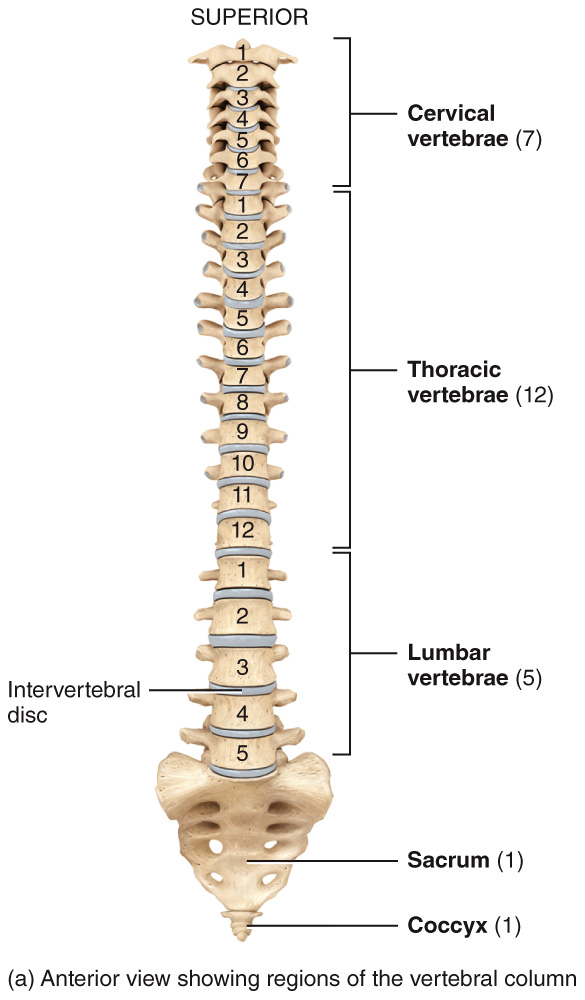 SUPERIOR
1
2
3
4
5
6
7
Cervical
vertebrae (7)
1
2
3
4
5
6
7
8
9
10
11
12
Thoracic
vertebrae (12)
1
2
3
4
5
Lumbar
vertebrae (5)
Intervertebral
disc
Sacrum (1)
Coccyx (1)
(a) Anterior view showing regions of the vertebral column